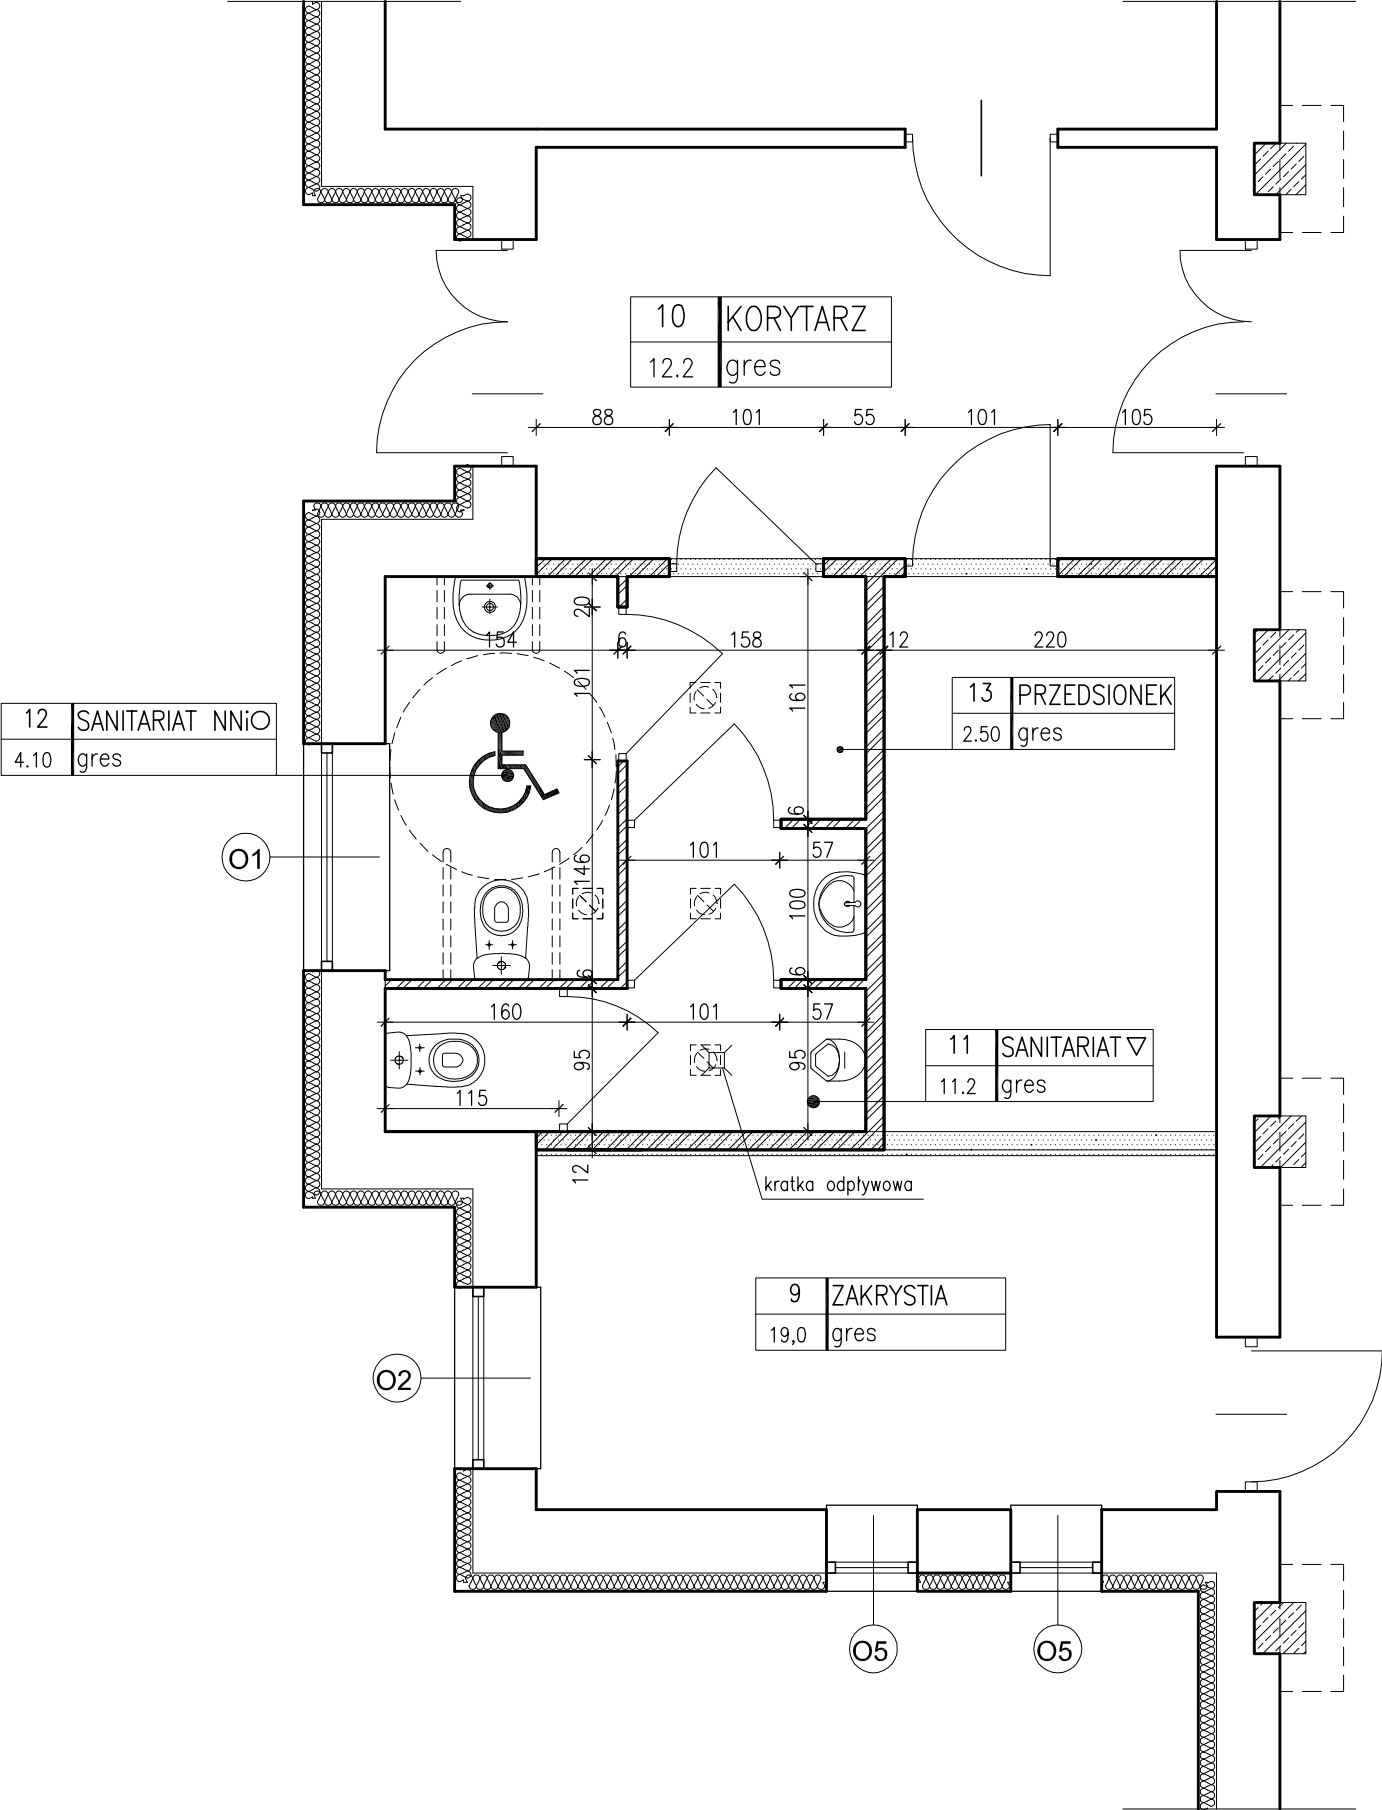 10 KORYTARZ
12.2 gres
88 101 55 101 105
20
154 6 158 12 220
101
161
13 PRZEDSIONEK
2.50 gres
12 SANITARIAT NNiO
4.10 gres
6
O1
101 57
146
100
6 6
160 101 57
11 SANITARIAT
11.2 gres
95 95
115
12
kratka odpływowa
9 ZAKRYSTIA
19,0 gres
O2
O5 O5